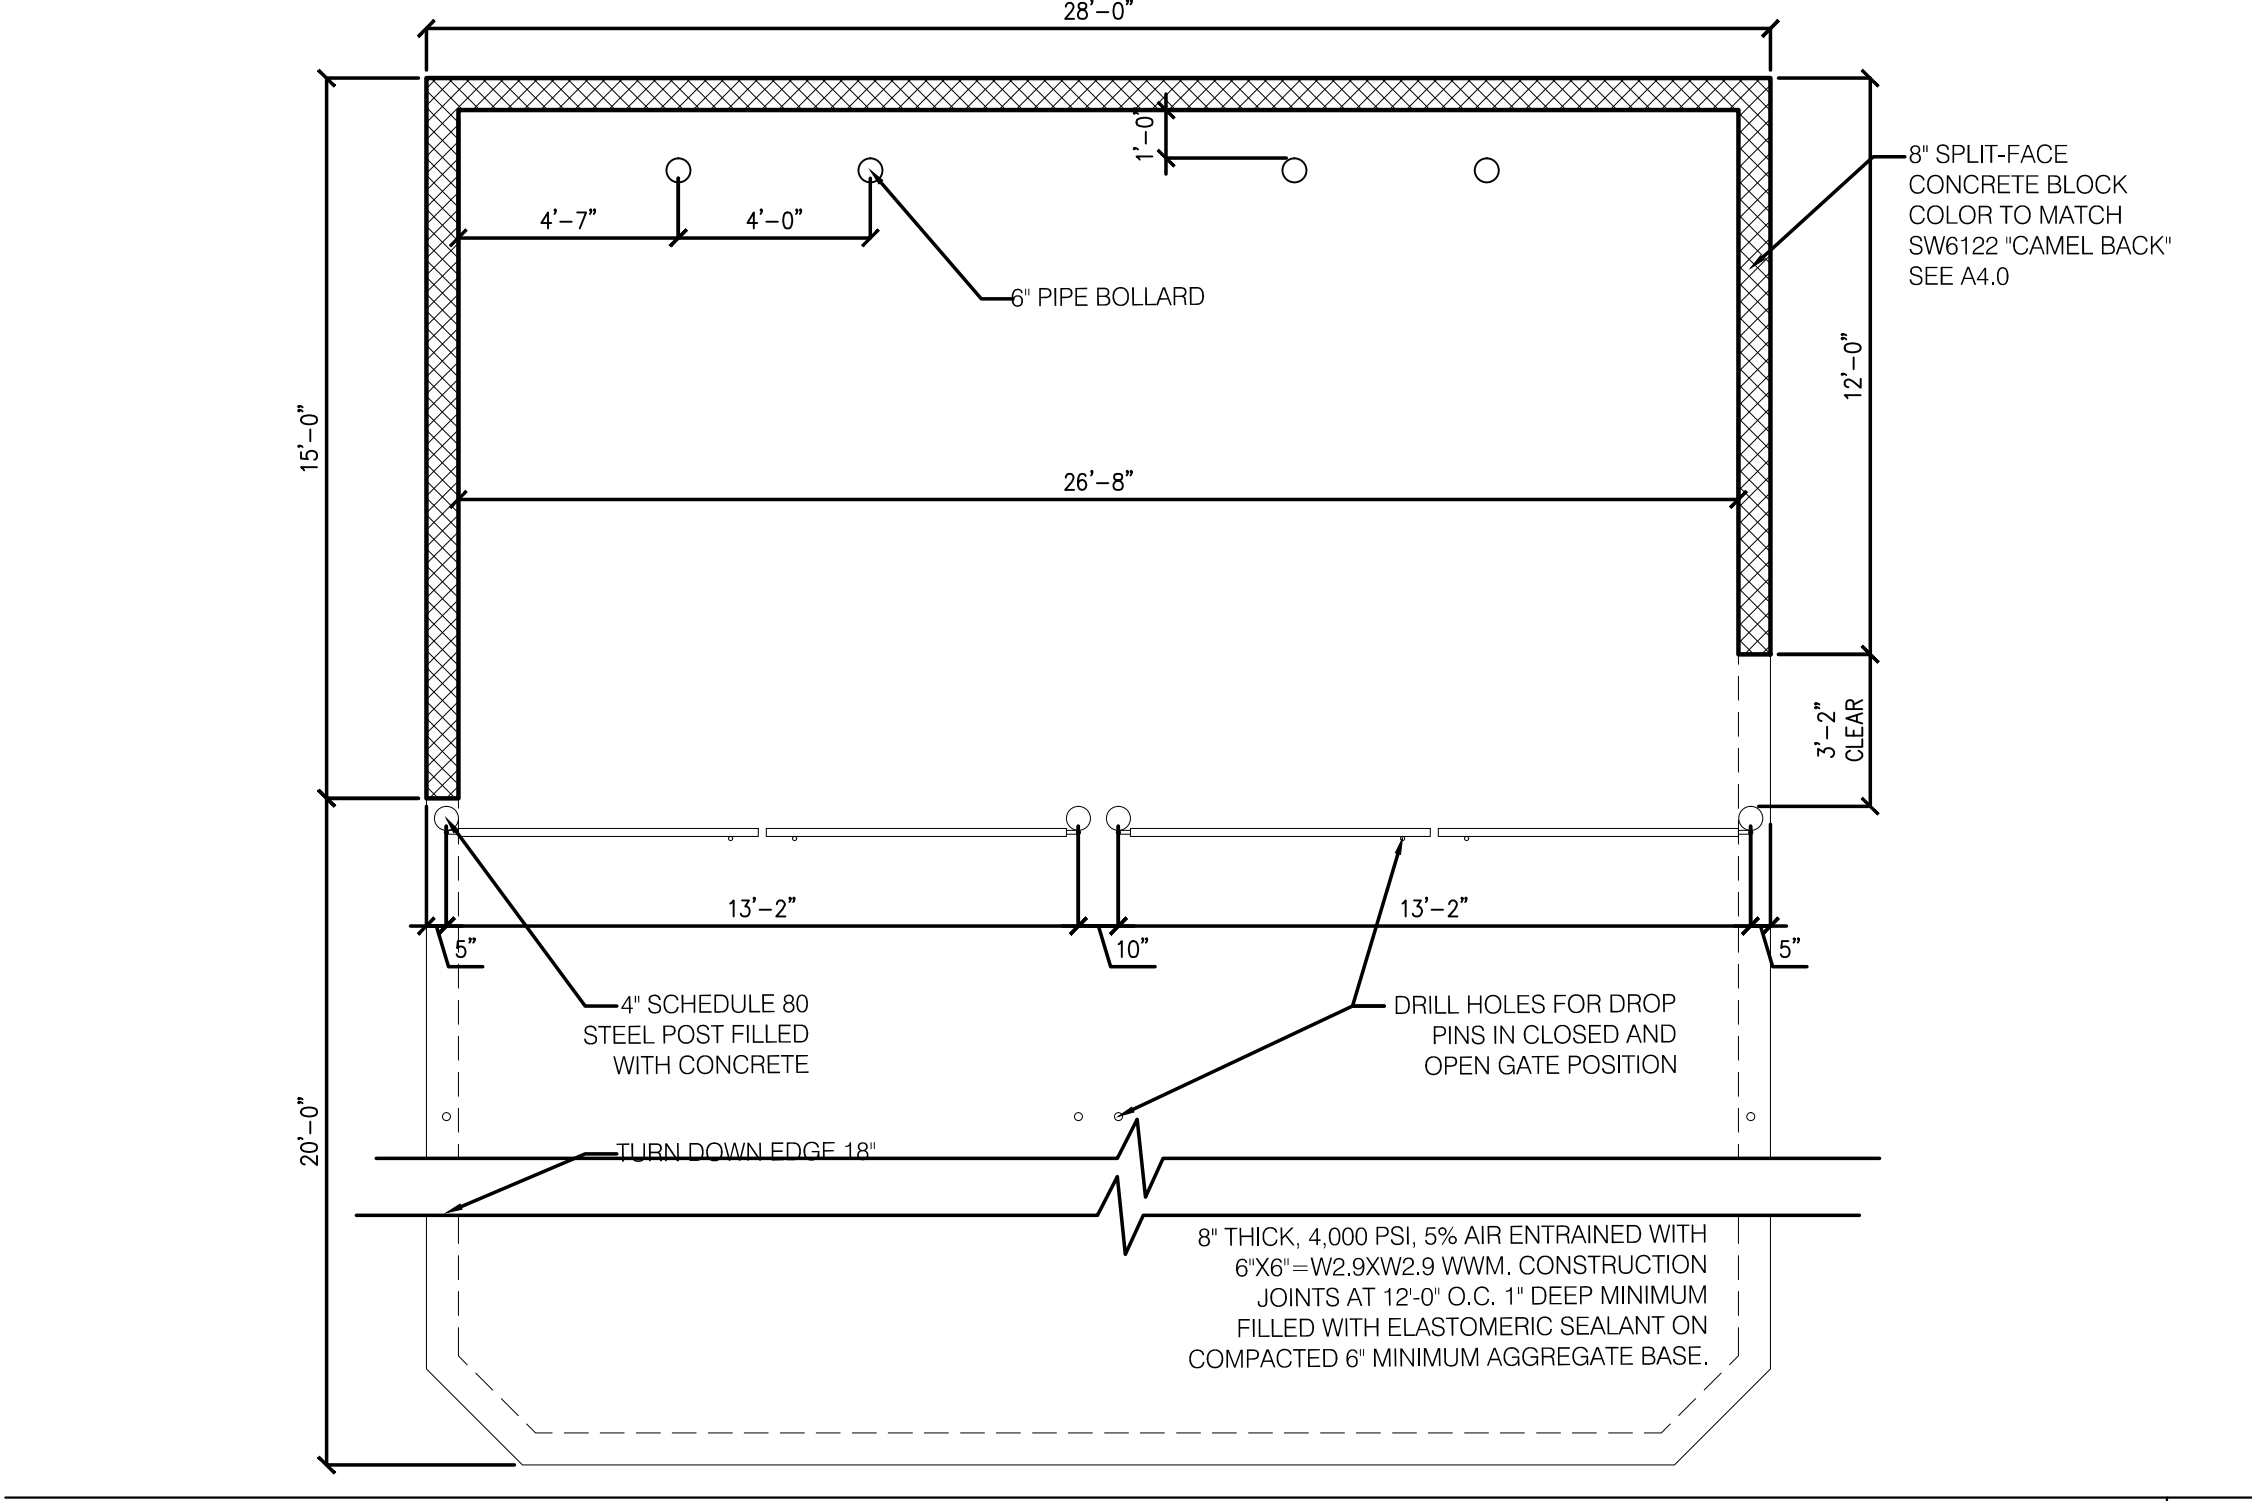 28’-0”
1’-0”
8" SPLIT-FACE
CONCRETE BLOCK
COLOR TO MATCH
SW6122 "CAMEL BACK"
SEE A4.0
4’-7”
4’-0”
6" PIPE BOLLARD
12’-0”
15’-0”
26’-8”
3’-2”
CLEAR
13’-2”
13’-2”
5”
10”
5”
4" SCHEDULE 80
STEEL POST FILLED
WITH CONCRETE
DRILL HOLES FOR DROP
PINS IN CLOSED AND
OPEN GATE POSITION
20’-0”
TURN DOWN EDGE 18"
8" THICK, 4,000 PSI, 5% AIR ENTRAINED WITH
6"X6"=W2.9XW2.9 WWM. CONSTRUCTION
JOINTS AT 12'-0" O.C. 1" DEEP MINIMUM
FILLED WITH ELASTOMERIC SEALANT ON
COMPACTED 6" MINIMUM AGGREGATE BASE.